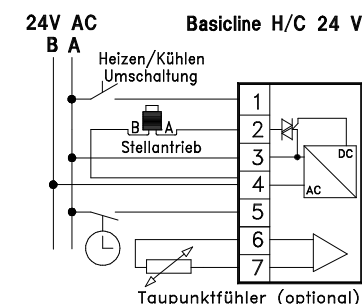 24V AC
Basicline H/C 24 V
B A
Heizen/Kühlen
Umschaltung
1
B A
2
Stellantrieb
3
DC
4
AC
5
6
7
Taupunktfühler (optional)